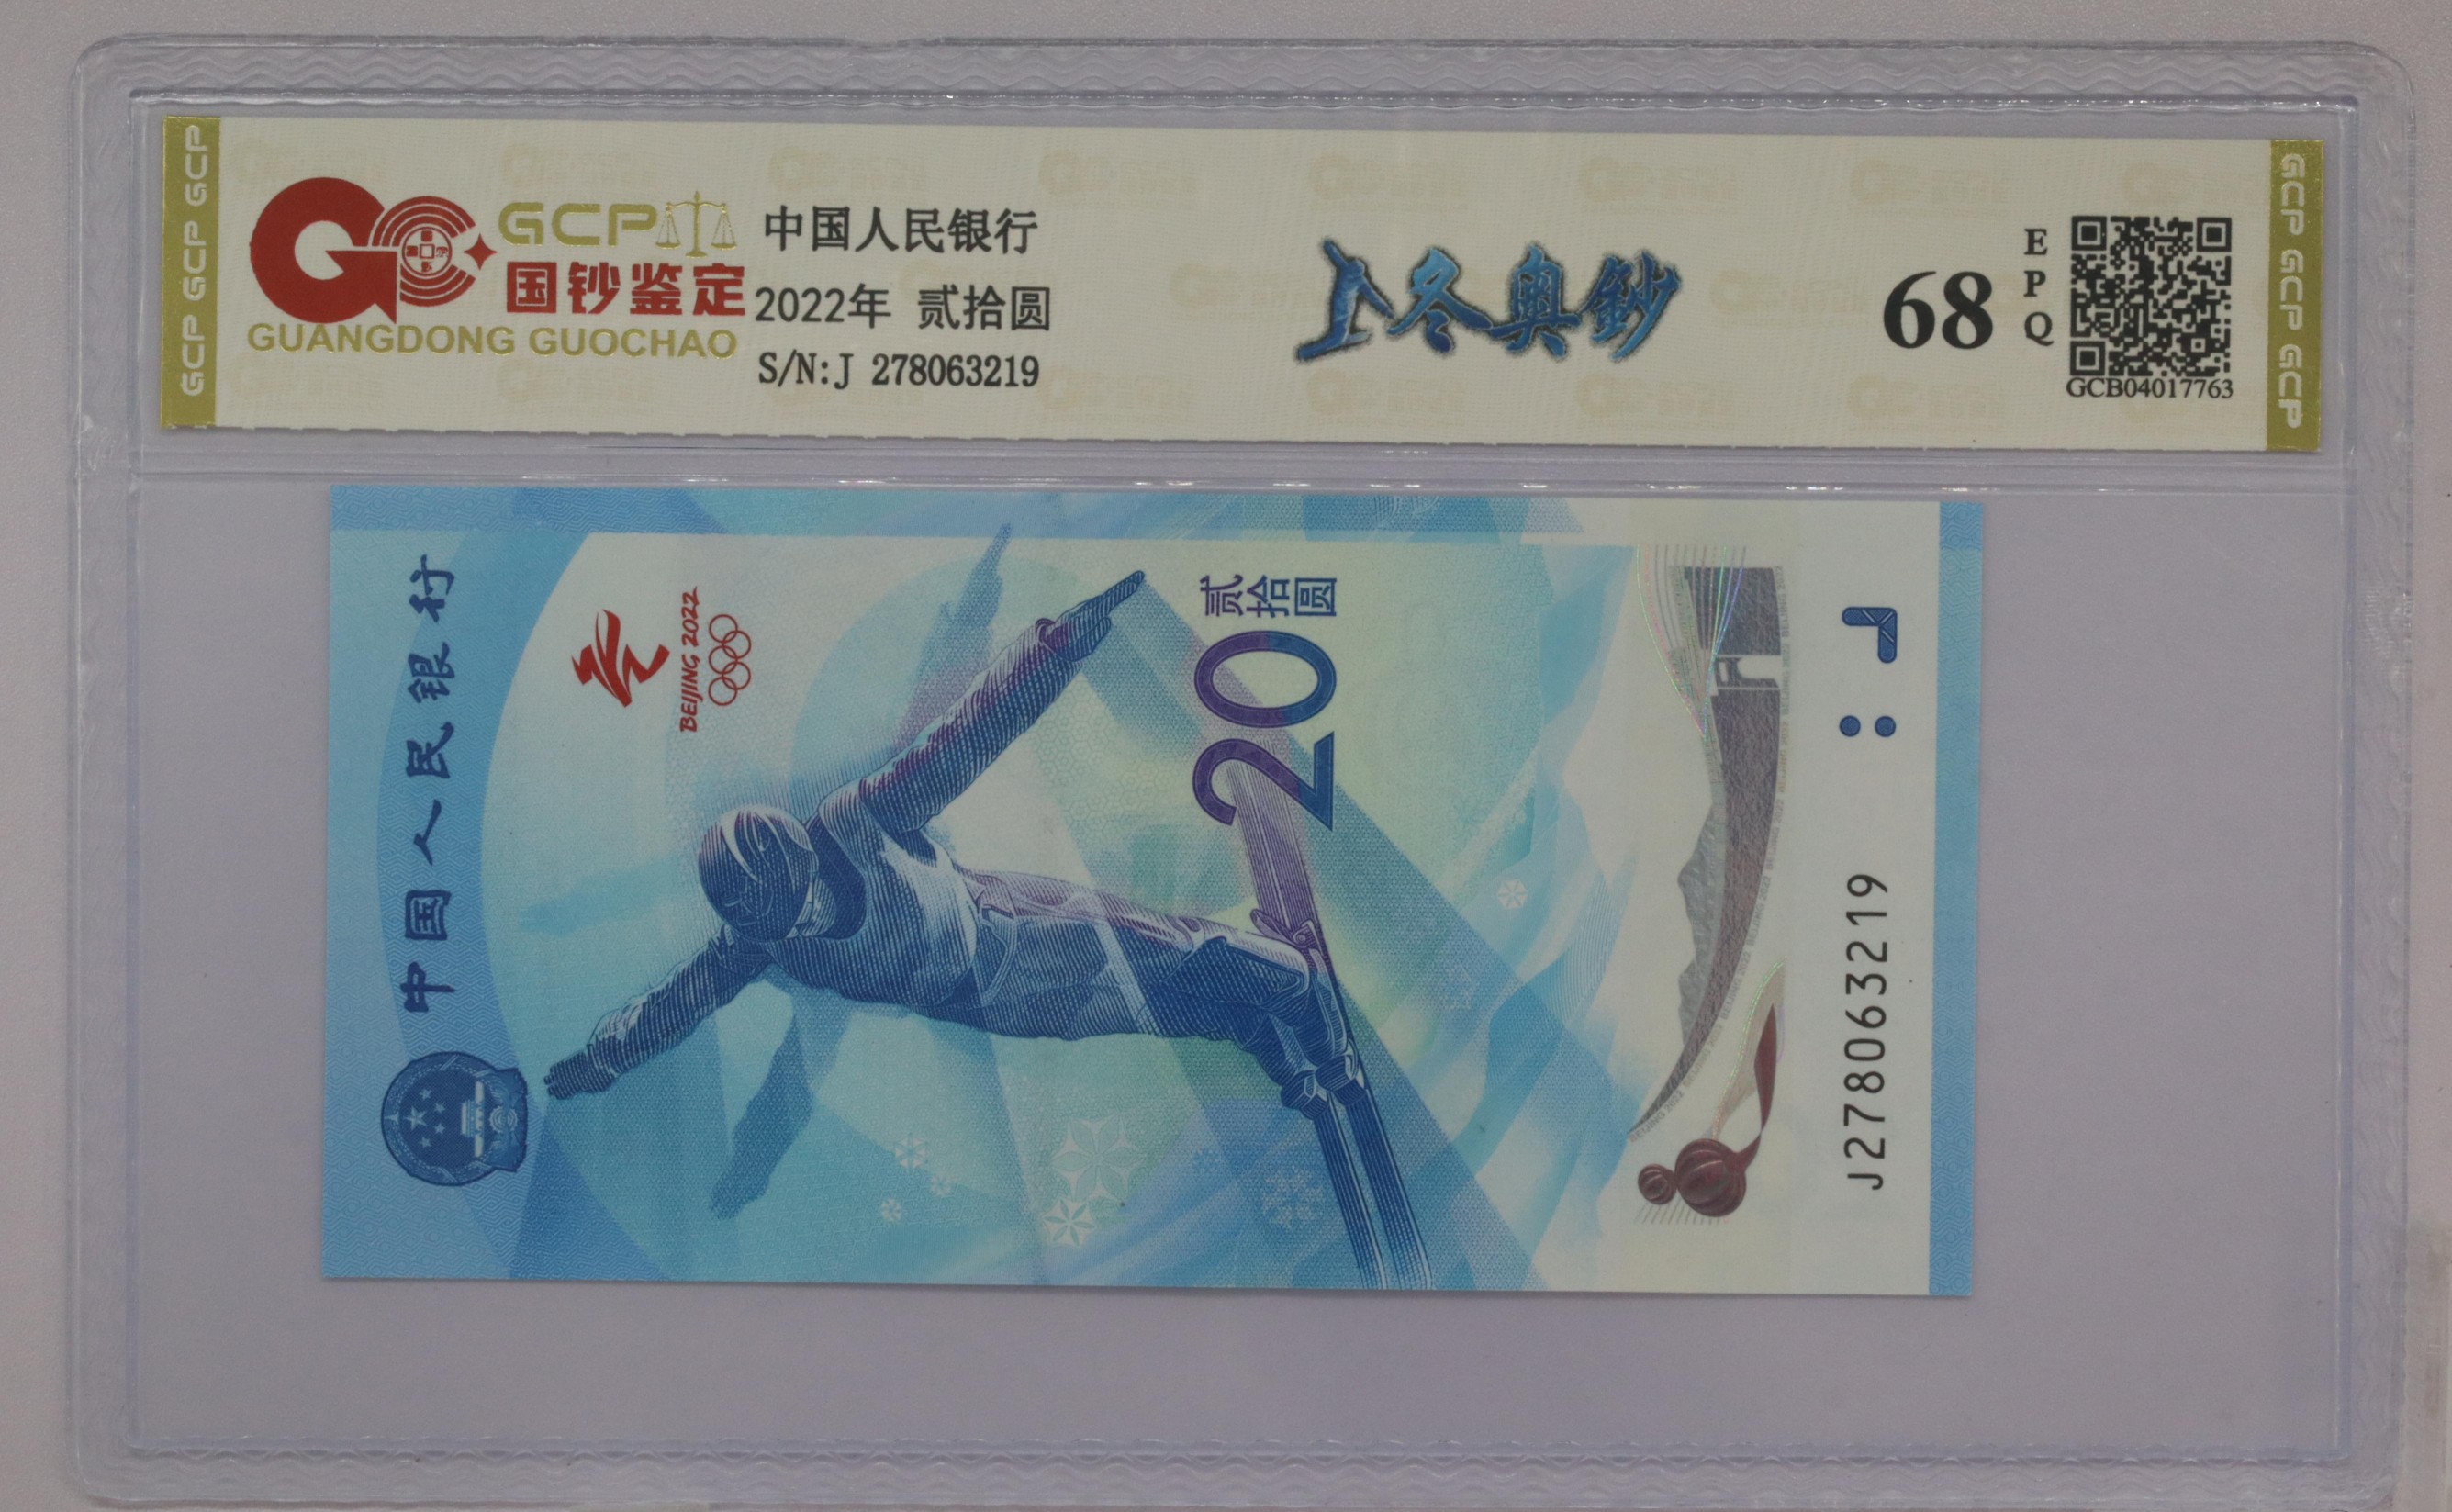 GCP GCP GCP
GCP
国钞鉴定
GUANGDONG GUOCHAO
中国人民银行
2022年 贰拾圆
S/N:J 278063219
冬奥鈔
68
EPQ
GCB04017763
GCP GCP GCP
中国人民银行
BEIJING 2022
贰拾圆
20
J278063219